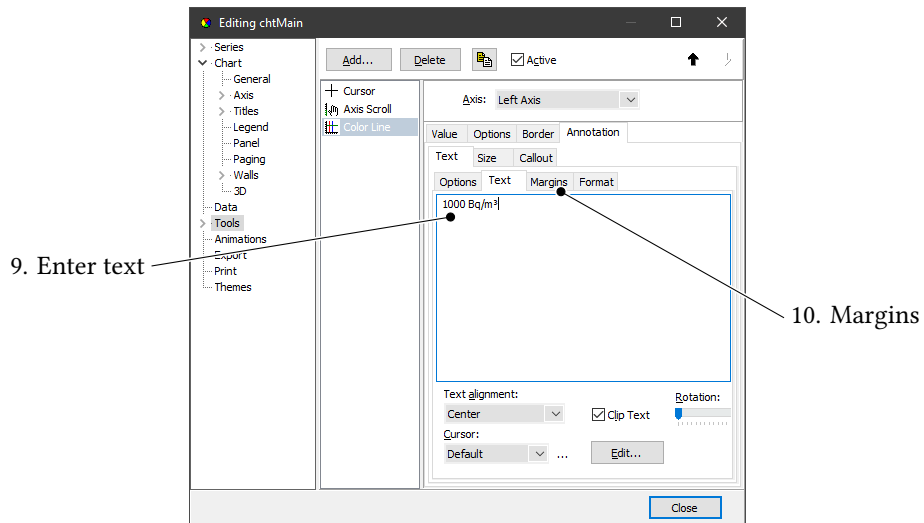 Editing chtMain
Series
Chart
General
Axis
Titles
Legend
Panel
Paging
Walls
3D
Data
Tools
Animations
Export
Print
Themes
Add...
Delete
Active
Cursor
Axis Scroll
Color Line
Axis: Left Axis
Value Options Border Annotation
Text Size Callout
Options Text Margins Format
1000 Bq/m³
Text alignment:
Center
Clip Text
Rotation:
Cursor:
Default
...
Edit...
Close
9. Enter text
10. Margins